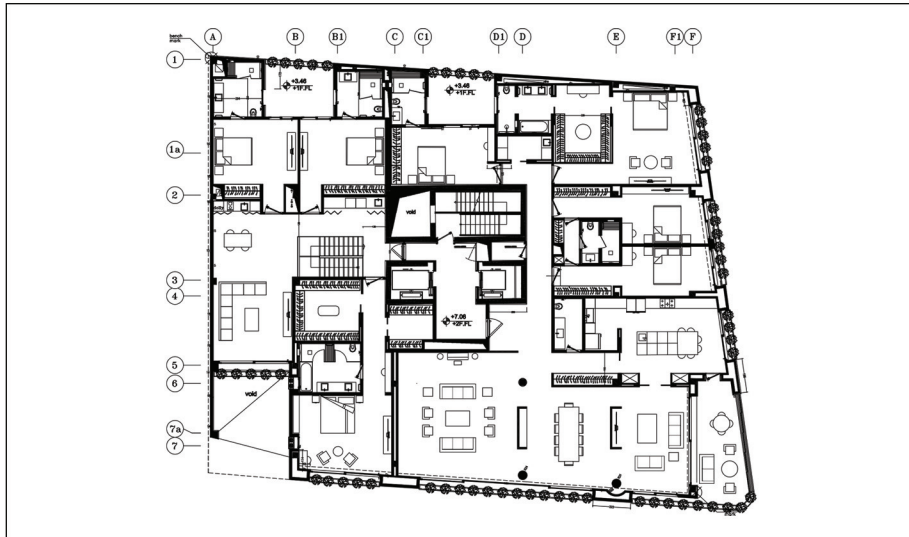 bench
mark
A
B
B1
C
C1
D1
D
E
F1
F
1
+3.46
+1F.FL
+3.46
+1F.FL
1a
2
void
3
4
+7.06
+2F.FL
5
6
void
7a
7